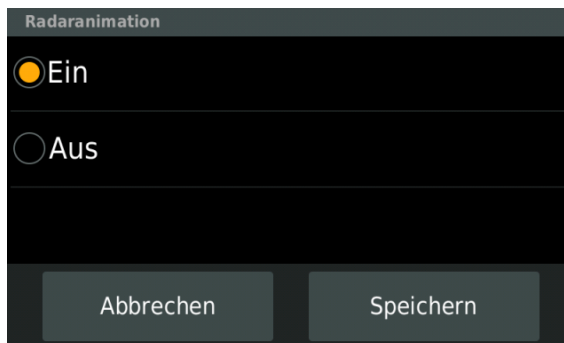 Radaranimation
Ein
Aus
Abbrechen
Speichern